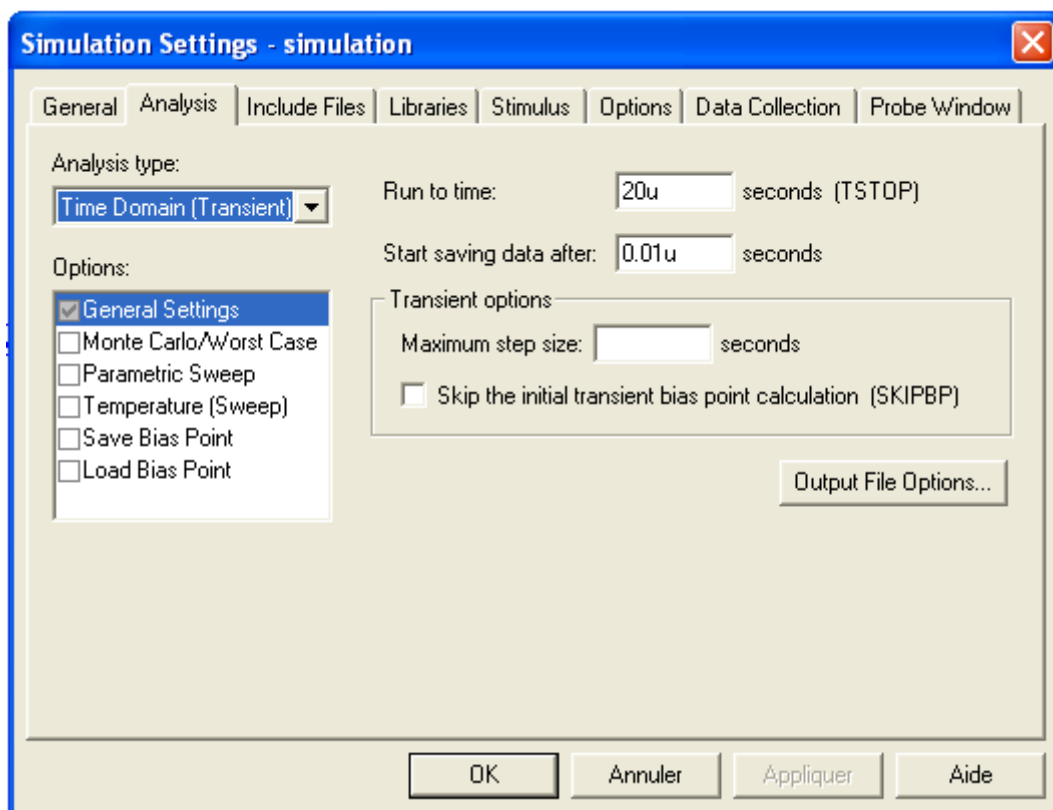 Simulation Settings - simulation
General Analysis Include Files Libraries Stimulus Options Data Collection Probe Window
Analysis type:
Time Domain (Transient)
Options:
General Settings
Monte Carlo/Worst Case
Parametric Sweep
Temperature (Sweep)
Save Bias Point
Load Bias Point
Run to time: 20u seconds (TSTOP)
Start saving data after: 0.01u seconds
Transient options
Maximum step size: seconds
Skip the initial transient bias point calculation (SKIPBP)
Output File Options...
OK Annuler Appliquer Aide